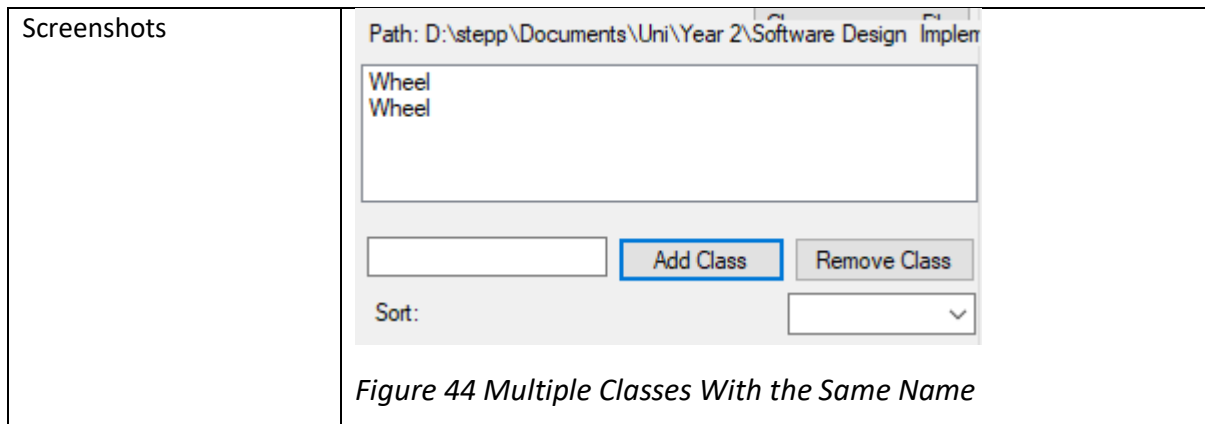 Screenshots
Path: D:\stepp\Documents\Uni\Year 2\Software Design Implem
Wheel
Wheel
Add Class
Remove Class
Sort:
Figure 44 Multiple Classes With the Same Name